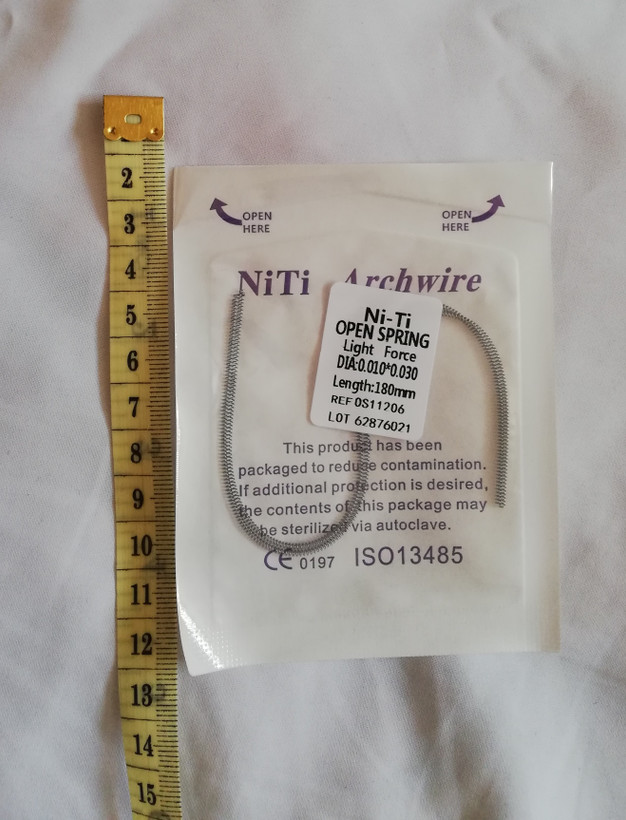 2
3
4
5
6
7
8
9
10
11
12
13
14
15
OPEN
HERE
OPEN
HERE
NiTi Archwire
Ni-Ti
OPEN SPRING
Light Force
DIA:0.010*0.030
Length:180mm
REF OS11206
LOT 62876021
This product has been
packaged to reduce contamination.
If additional protection is desired,
the contents of this package may
be sterilized via autoclave.
CE 0197 ISO13485